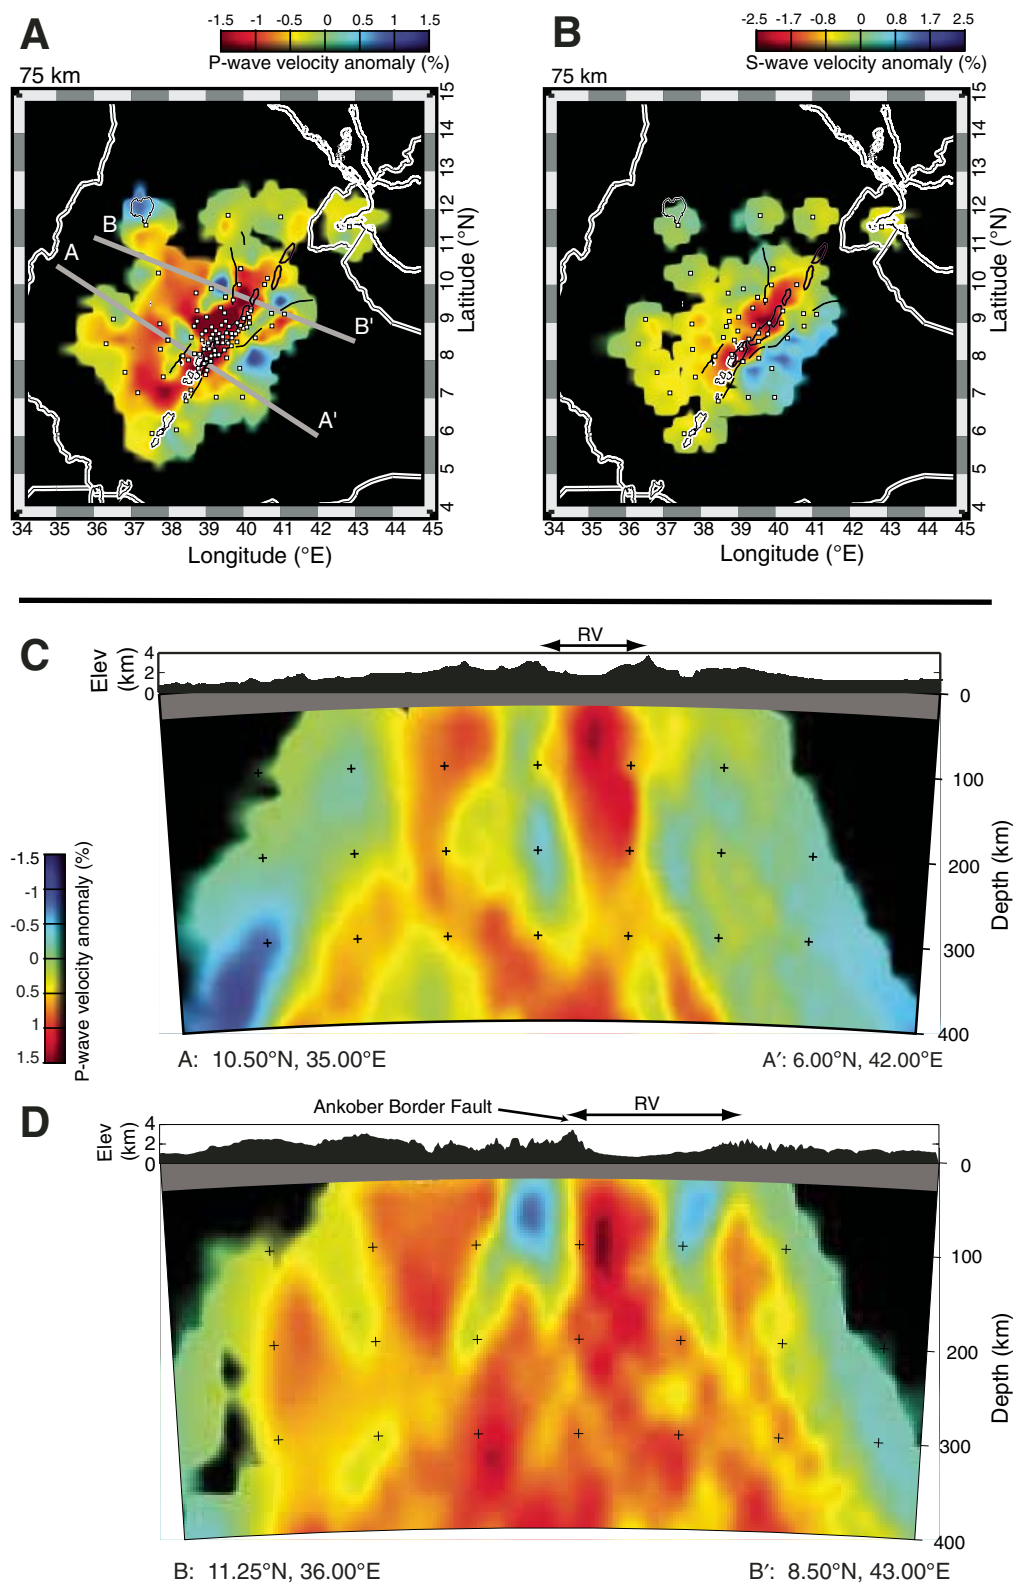 A
-1.5 -1 -0.5 0 0.5 1 1.5
P-wave velocity anomaly (%)
75 km
B
A
B'
A'
15
14
13
12
11
10
9
8
7
6
5
4
Latitude (°N)
34 35 36 37 38 39 40 41 42 43 44 45
Longitude (°E)
B
-2.5 -1.7 -0.8 0 0.8 1.7 2.5
S-wave velocity anomaly (%)
75 km
15
14
13
12
11
10
9
8
7
6
5
4
Latitude (°N)
34 35 36 37 38 39 40 41 42 43 44 45
Longitude (°E)
C
RV
Elev (km)
4
2
0
0
100
200
300
400
Depth (km)
-1.5
-1
-0.5
0
0.5
1
1.5
P-wave velocity anomaly (%)
A: 10.50°N, 35.00°E
A': 6.00°N, 42.00°E
D
Ankober Border Fault
RV
Elev (km)
4
2
0
0
100
200
300
400
Depth (km)
B: 11.25°N, 36.00°E
B': 8.50°N, 43.00°E